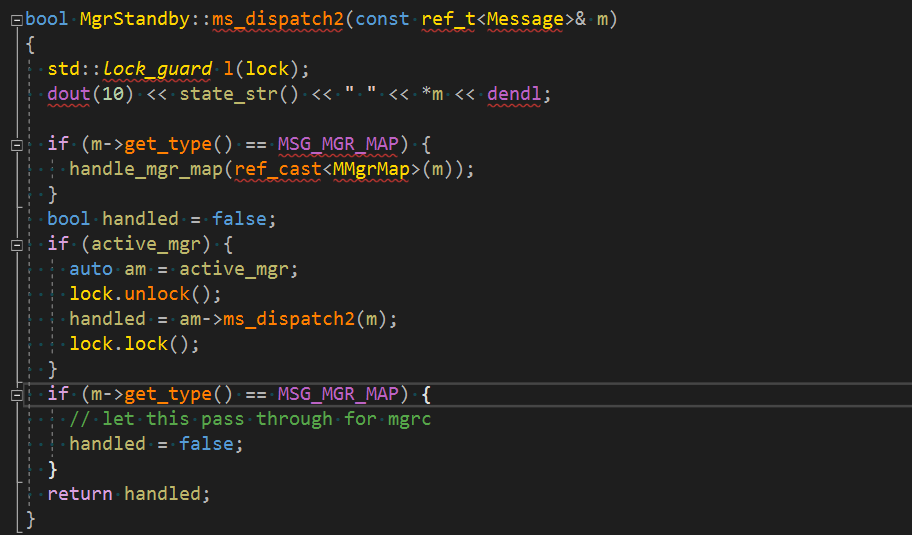 bool MgrStandby::ms_dispatch2(const ref_t<Message>& m)
{
  std::lock_guard l(lock);
  dout(10) << state_str() << " " << *m << dendl;

  if (m->get_type() == MSG_MGR_MAP) {
    handle_mgr_map(ref_cast<MMgrMap>(m));
  }
  bool handled = false;
  if (active_mgr) {
    auto am = active_mgr;
    lock.unlock();
    handled = am->ms_dispatch2(m);
    lock.lock();
  }
  if (m->get_type() == MSG_MGR_MAP) {
    // let this pass through for mgrc
    handled = false;
  }
  return handled;
}